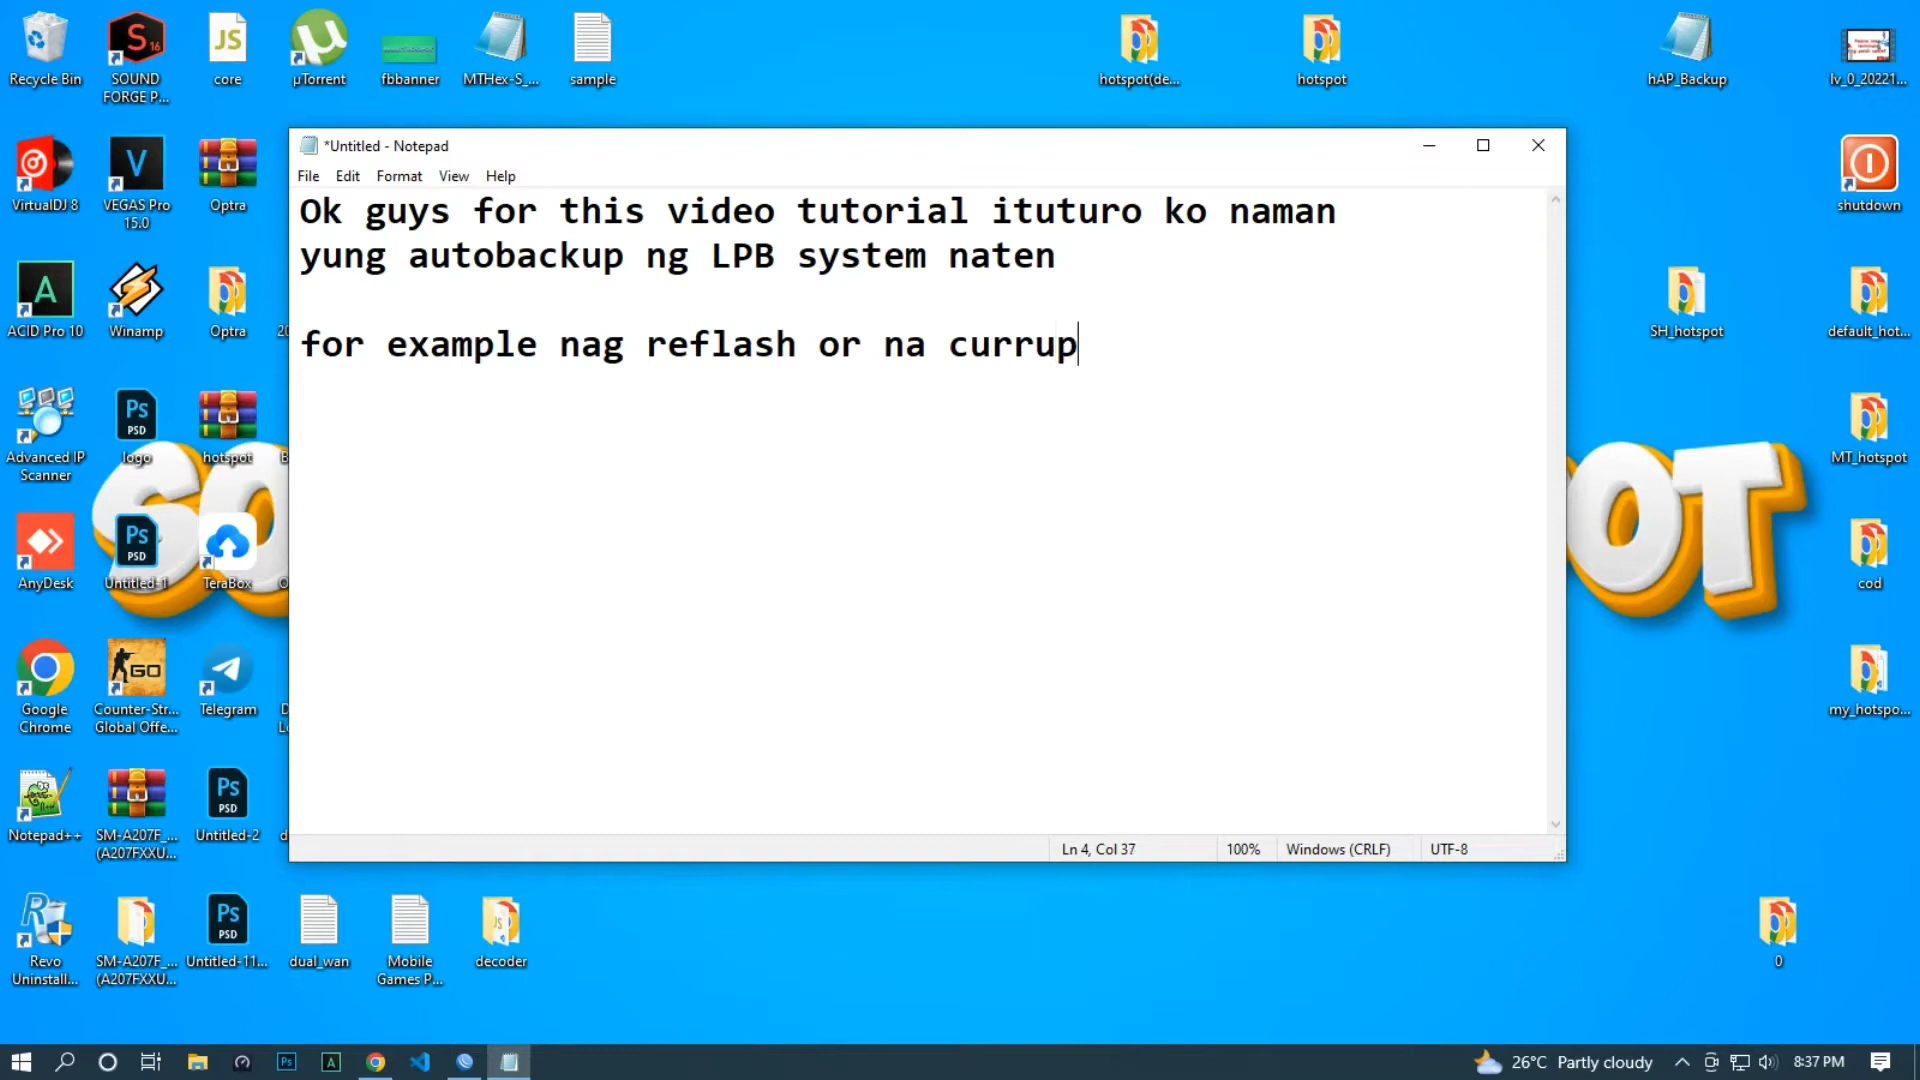 Recycle Bin
SOUND
FORGE P...
core
µTorrent
fbbanner
MTHex-S_...
sample
hotspot(de...
hotspot
hAP_Backup
lv_0_20221...
*Untitled - Notepad
File Edit Format View Help
Ok guys for this video tutorial ituturo ko naman
yung autobackup ng LPB system naten
for example nag reflash or na currup
Ln 4, Col 37
100%
Windows (CRLF)
UTF-8
VirtualDJ 8
VEGAS Pro
15.0
Optra
shutdown
ACID Pro 10
Winamp
Optra
SH_hotspot
default_hot...
Advanced IP
Scanner
logo
hotspot
MT_hotspot
AnyDesk
Untitled-1
TeraBox
cod
Google
Chrome
Counter-Str...
Global Offe...
Telegram
my_hotspo...
Notepad++
SM-A207F_...
(A207FXXU...
Untitled-2
Revo
Uninstall...
SM-A207F_...
(A207FXXU...
Untitled-11...
dual_wan
Mobile
Games P...
decoder
0
26°C Partly cloudy
8:37 PM